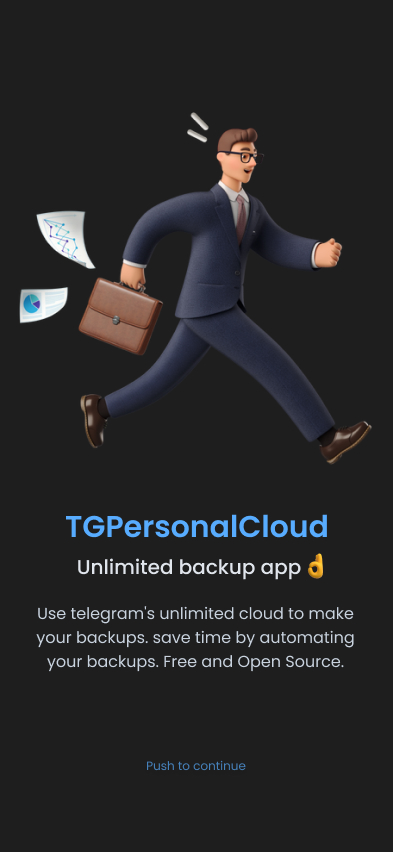 TGPersonalCloud
Unlimited backup app 👌
Use telegram's unlimited cloud to make
your backups. save time by automating
your backups. Free and Open Source.
Push to continue